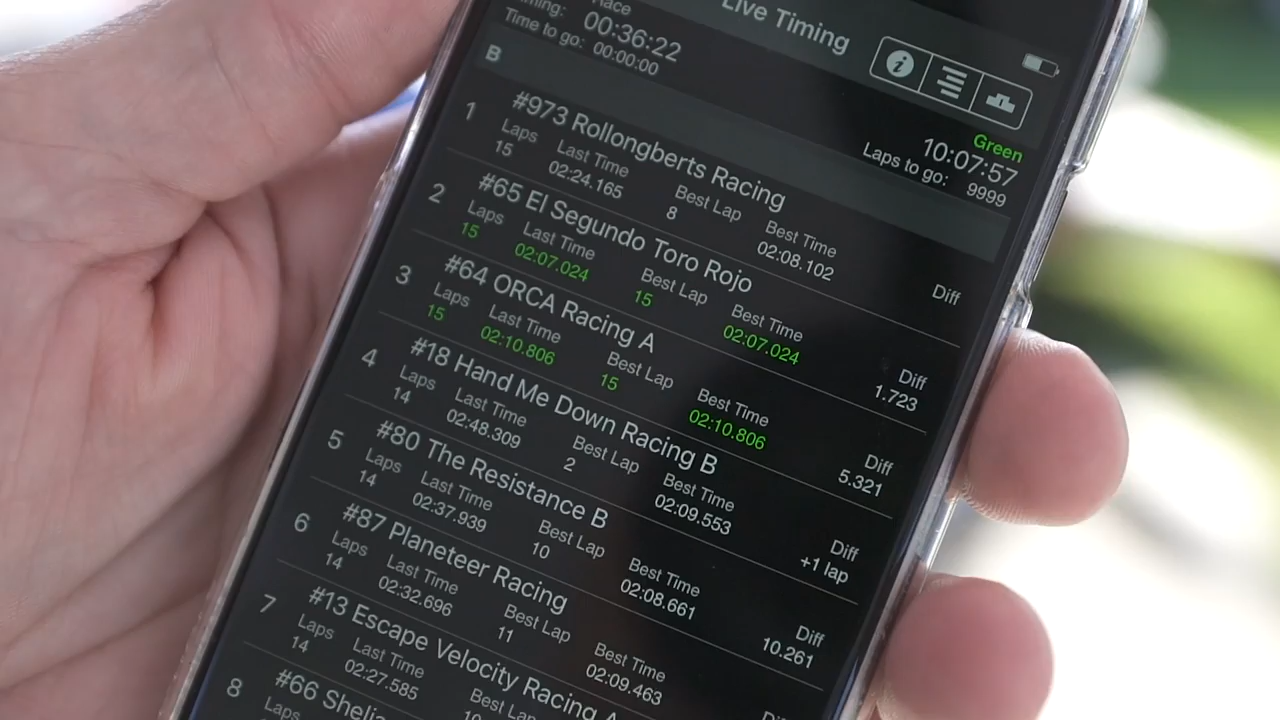 Live Timing
Race
00:36:22
Time to go: 00:00:00
Green
10:07:57
Laps to go: 9999
B
1 #973 Rollongberts Racing
Laps Last Time Best Lap Best Time Diff
15 02:24.165 8 02:08.102
2 #65 El Segundo Toro Rojo
Laps Last Time Best Lap Best Time Diff
15 02:07.024 15 02:07.024 1.723
3 #64 ORCA Racing A
Laps Last Time Best Lap Best Time Diff
15 02:10.806 15 02:10.806 5.321
4 #18 Hand Me Down Racing B
Laps Last Time Best Lap Best Time Diff
14 02:48.309 2 02:09.553 +1 lap
5 #80 The Resistance B
Laps Last Time Best Lap Best Time Diff
14 02:37.939 10 02:08.661 10.261
6 #87 Planeteer Racing
Laps Last Time Best Lap Best Time Diff
14 02:32.696 11 02:09.463
7 #13 Escape Velocity Racing A
Laps Last Time Best Lap
14 02:27.585 10
8 #66
Laps